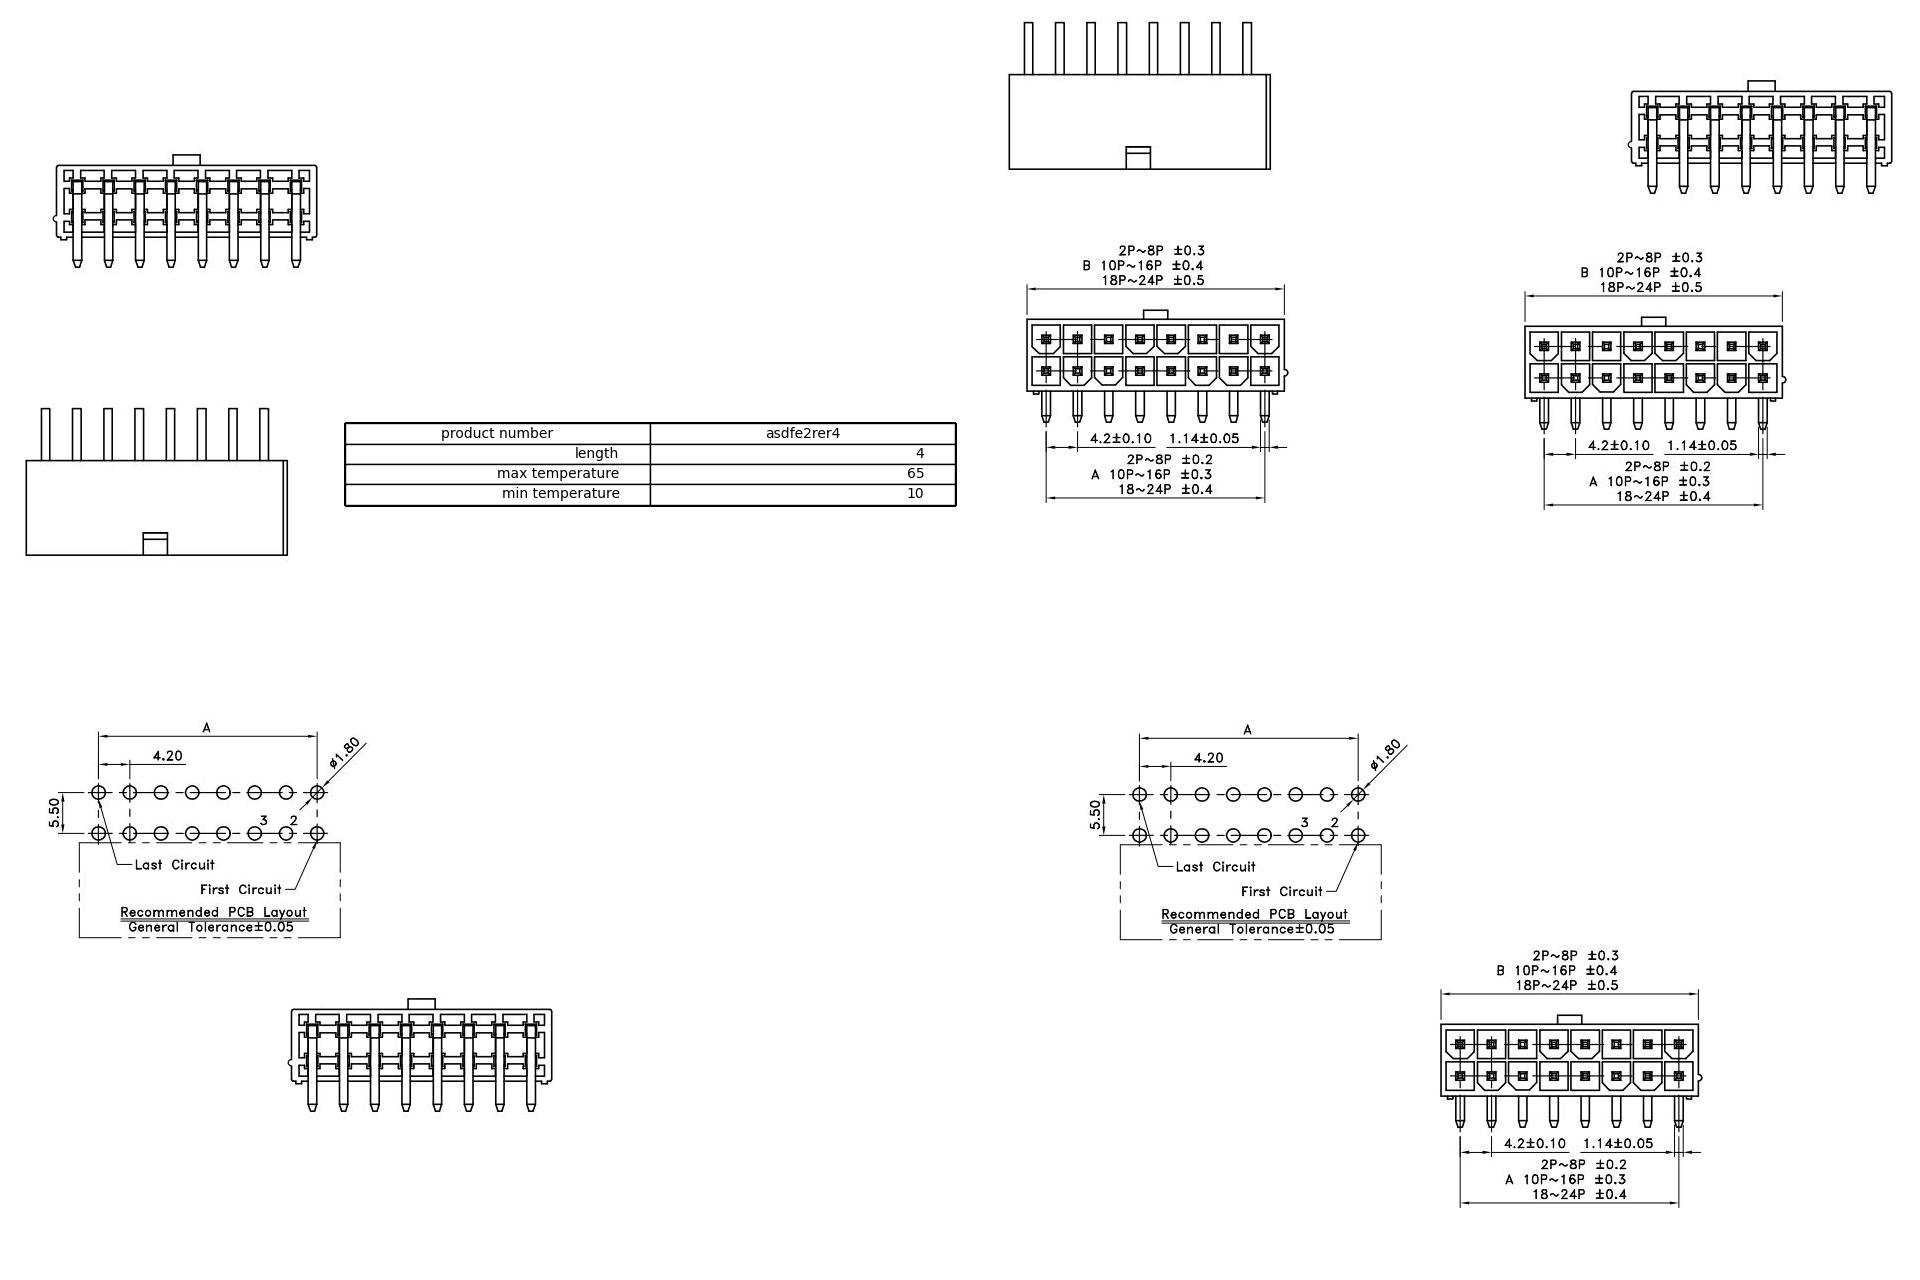 2P~8P ±0.3
B 10P~16P ±0.4
18P~24P ±0.5
4.2±0.10 1.14±0.05
2P~8P ±0.2
A 10P~16P ±0.3
18~24P ±0.4
2P~8P ±0.3
B 10P~16P ±0.4
18P~24P ±0.5
4.2±0.10 1.14±0.05
2P~8P ±0.2
A 10P~16P ±0.3
18~24P ±0.4
product number asdfe2rer4
length 4
max temperature 65
min temperature 10
A
4.20
ø1.80
5.50
3 2
Last Circuit
First Circuit
Recommended PCB Layout
General Tolerance±0.05
A
4.20
ø1.80
5.50
3 2
Last Circuit
First Circuit
Recommended PCB Layout
General Tolerance±0.05
2P~8P ±0.3
B 10P~16P ±0.4
18P~24P ±0.5
4.2±0.10 1.14±0.05
2P~8P ±0.2
A 10P~16P ±0.3
18~24P ±0.4